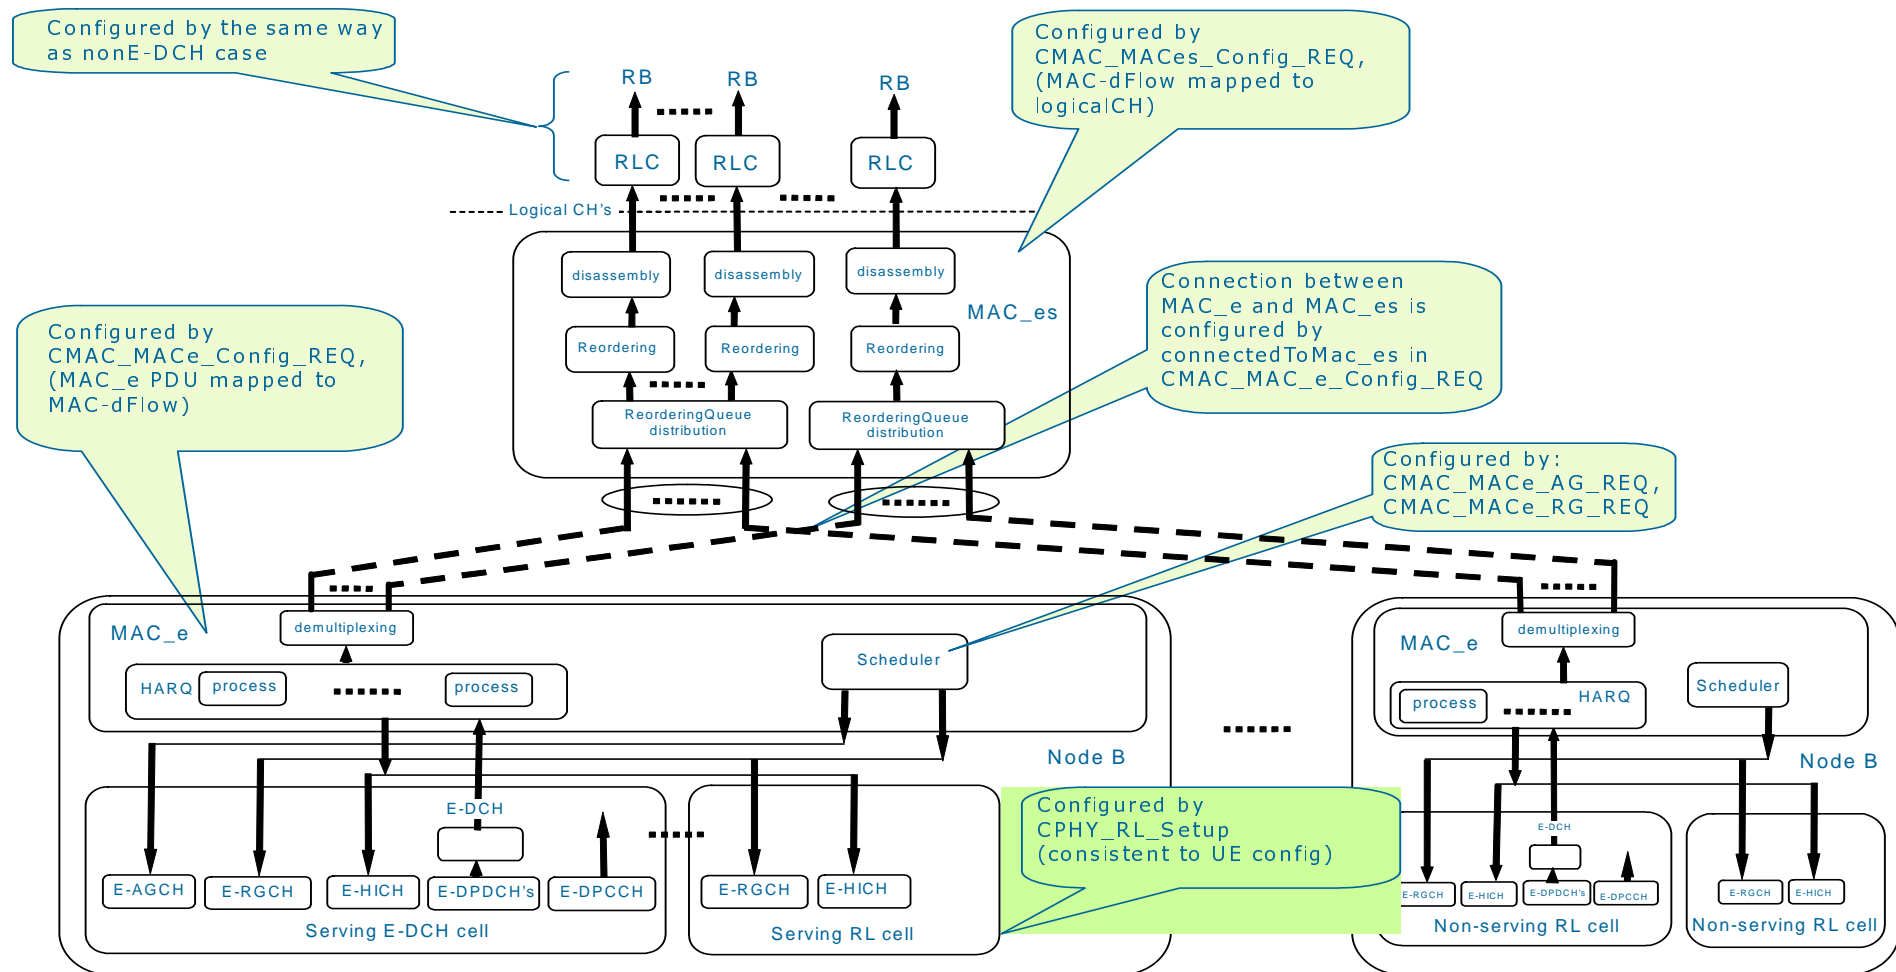 Configured by the same way
as nonE-DCH case
Configured by
CMAC_MACes_Config_REQ,
(MAC-dFlow mapped to
logicalCH)
RB
RB
RB
RLC
RLC
RLC
Logical CH's
disassembly
disassembly
disassembly
MAC_es
Reordering
Reordering
Reordering
ReorderingQueue
distribution
ReorderingQueue
distribution
Connection between
MAC_e and MAC_es is
configured by
connectedToMac_es in
CMAC_MAC_e_Config_REQ
Configured by
CMAC_MACe_Config_REQ,
(MAC_e PDU mapped to
MAC-dFlow)
Configured by:
CMAC_MACe_AG_REQ,
CMAC_MACe_RG_REQ
MAC_e
demultiplexing
Scheduler
HARQ
process
process
Node B
E-DCH
E-AGCH
E-RGCH
E-HICH
E-DPDCH's
E-DPCCH
Serving E-DCH cell
E-RGCH
E-HICH
Serving RL cell
Configured by
CPHY_RL_Setup
(consistent to UE config)
MAC_e
demultiplexing
Scheduler
process
HARQ
Node B
E-DCH
E-RGCH
E-HICH
E-DPDCH's
E-DPCCH
Non-serving RL cell
E-RGCH
E-HICH
Non-serving RL cell